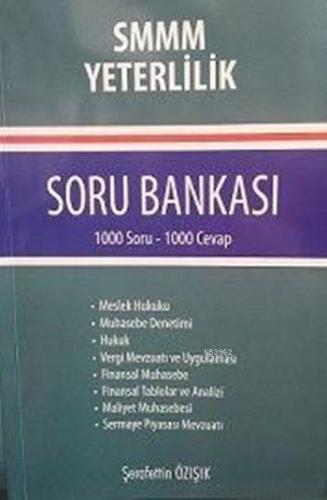 SMMM
YETERLİLİK
SORU BANKASI
1000 Soru - 1000 Cevap
• Meslek Hukuku
• Muhasebe Denetimi
• Hukuk
• Vergi Mevzuatı ve Uygulaması
• Finansal Muhasebe
• Finansal Tablolar ve Analizi
• Maliyet Muhasebesi
• Sermaye Piyasası Mevzuatı
Şerafettin ÖZIŞIK